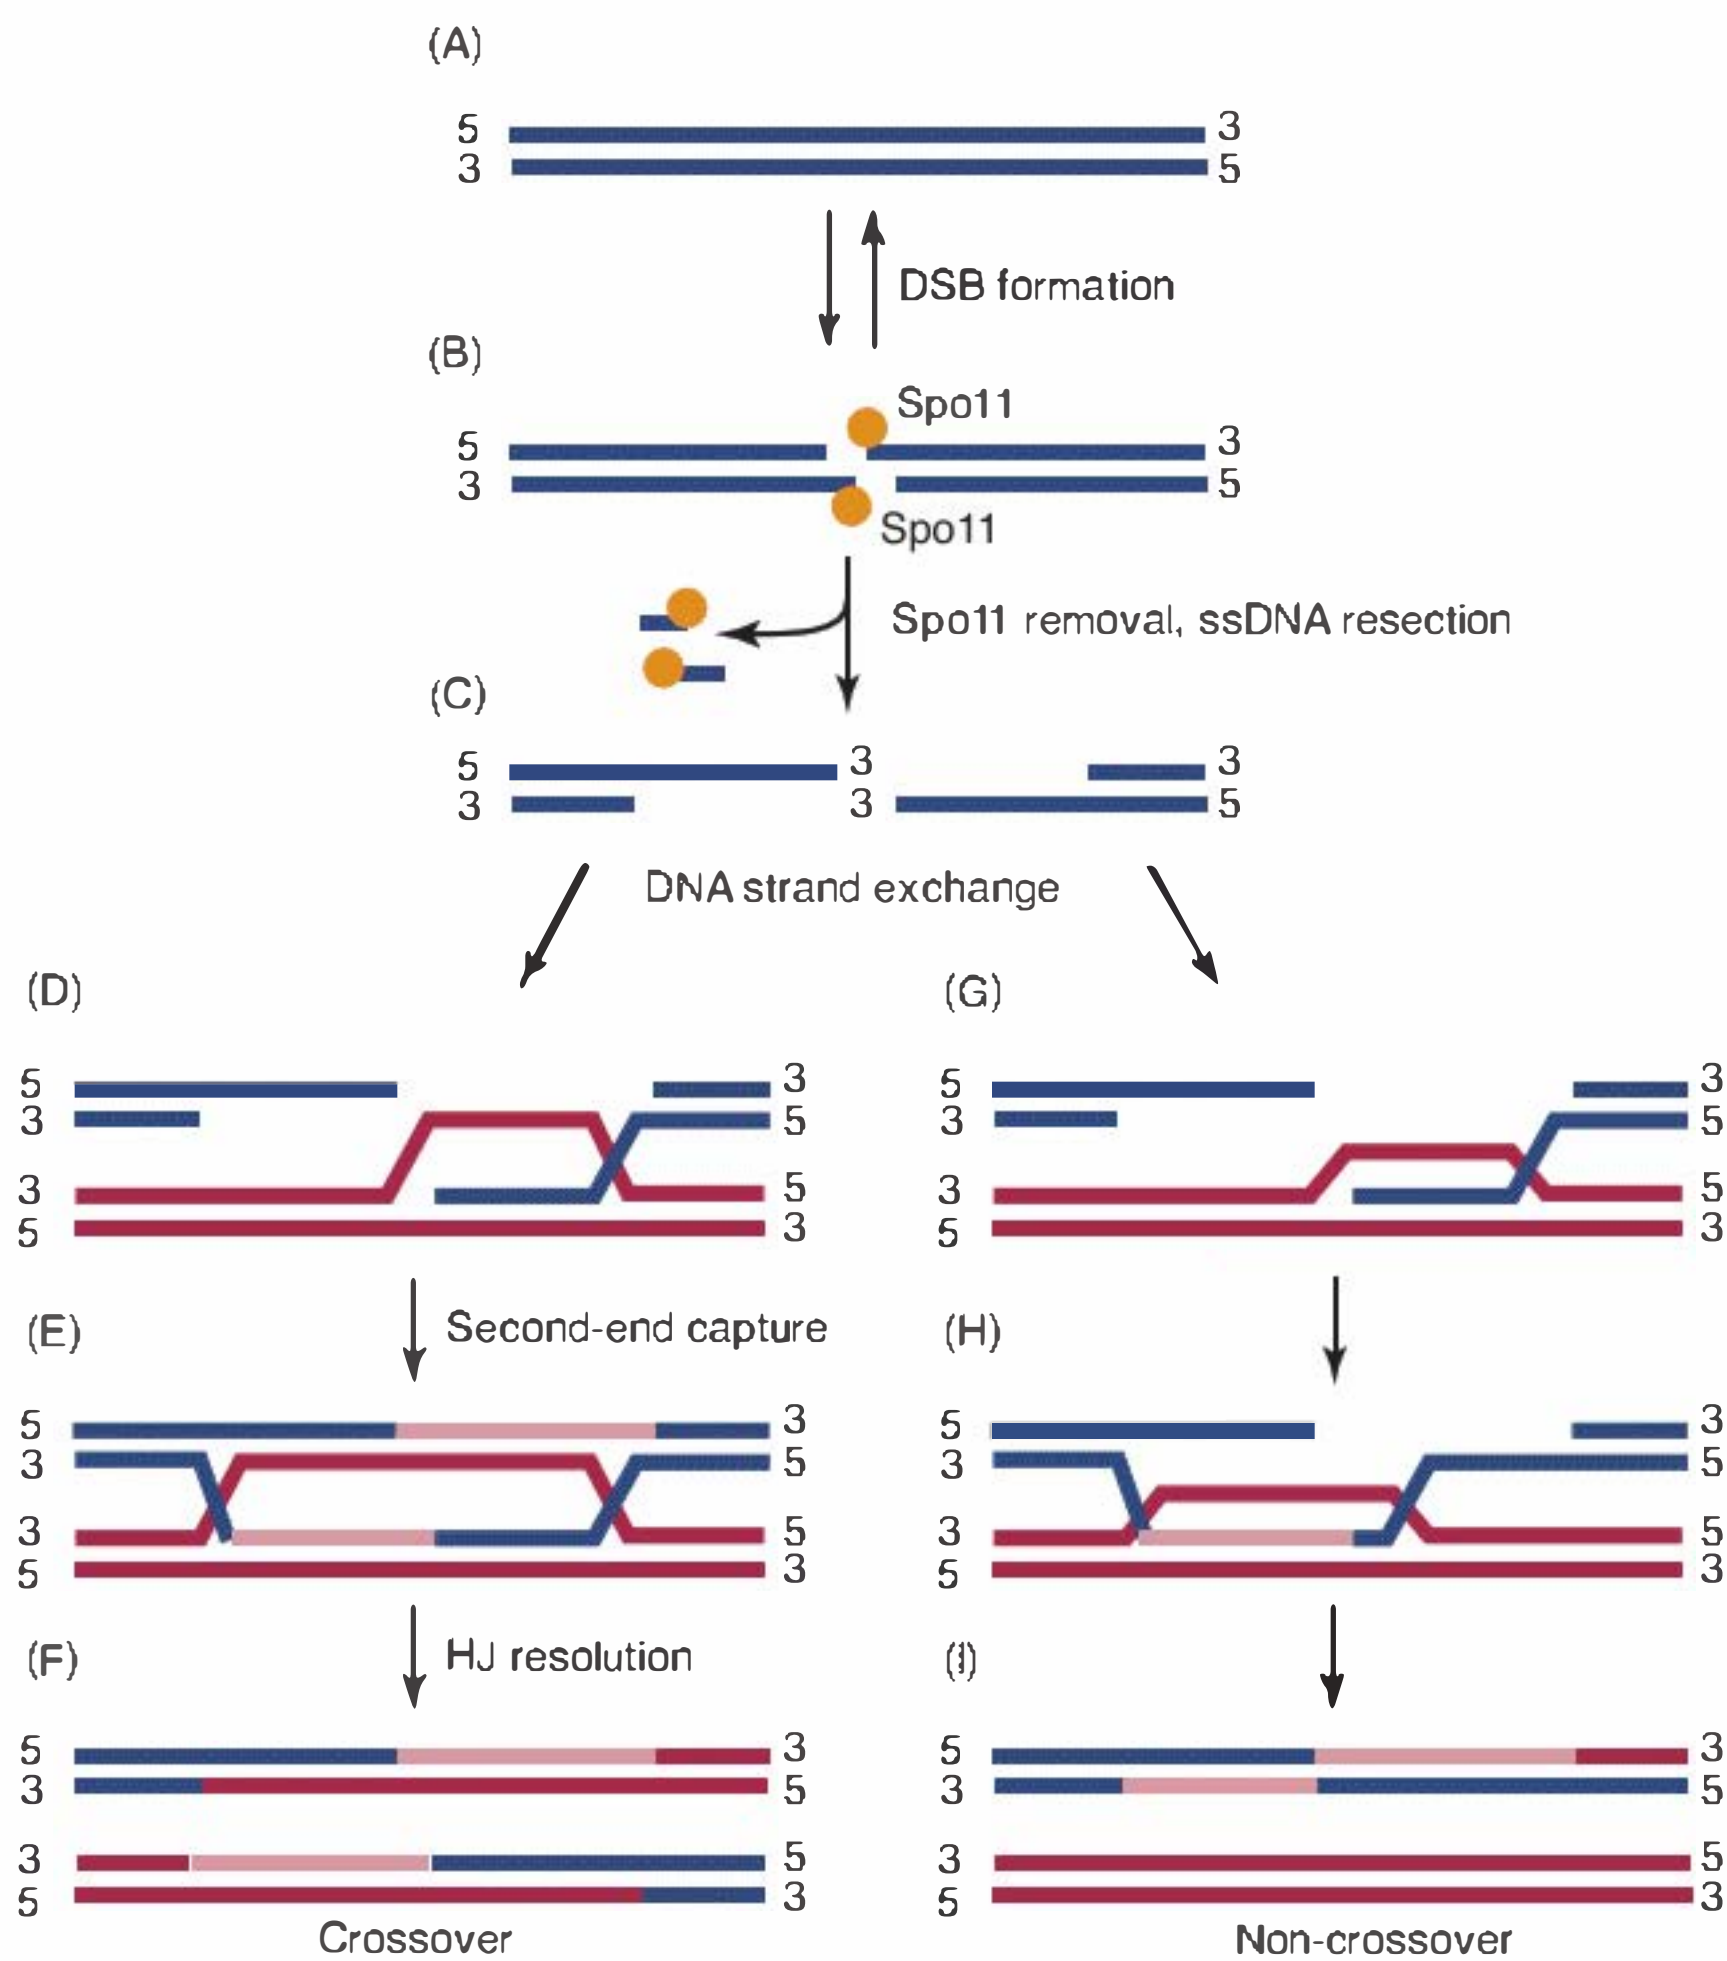 (A)
5 3
3 5
DSB formation
(B)
Spo11
5 3
3 5
Spo11
Spo11 removal, ssDNA resection
(C)
5 3 3
3 3 5
DNA strand exchange
(D) (G)
5 3 5 3
3 5 3 5
3 5 3 5
5 3 5 3
(E) Second-end capture (H)
5 3 5 3
3 5 3 5
3 5 3 5
5 3 5 3
(F) HJ resolution (I)
5 3 5 3
3 5 3 5
3 5 3 5
5 3 5 3
Crossover Non-crossover